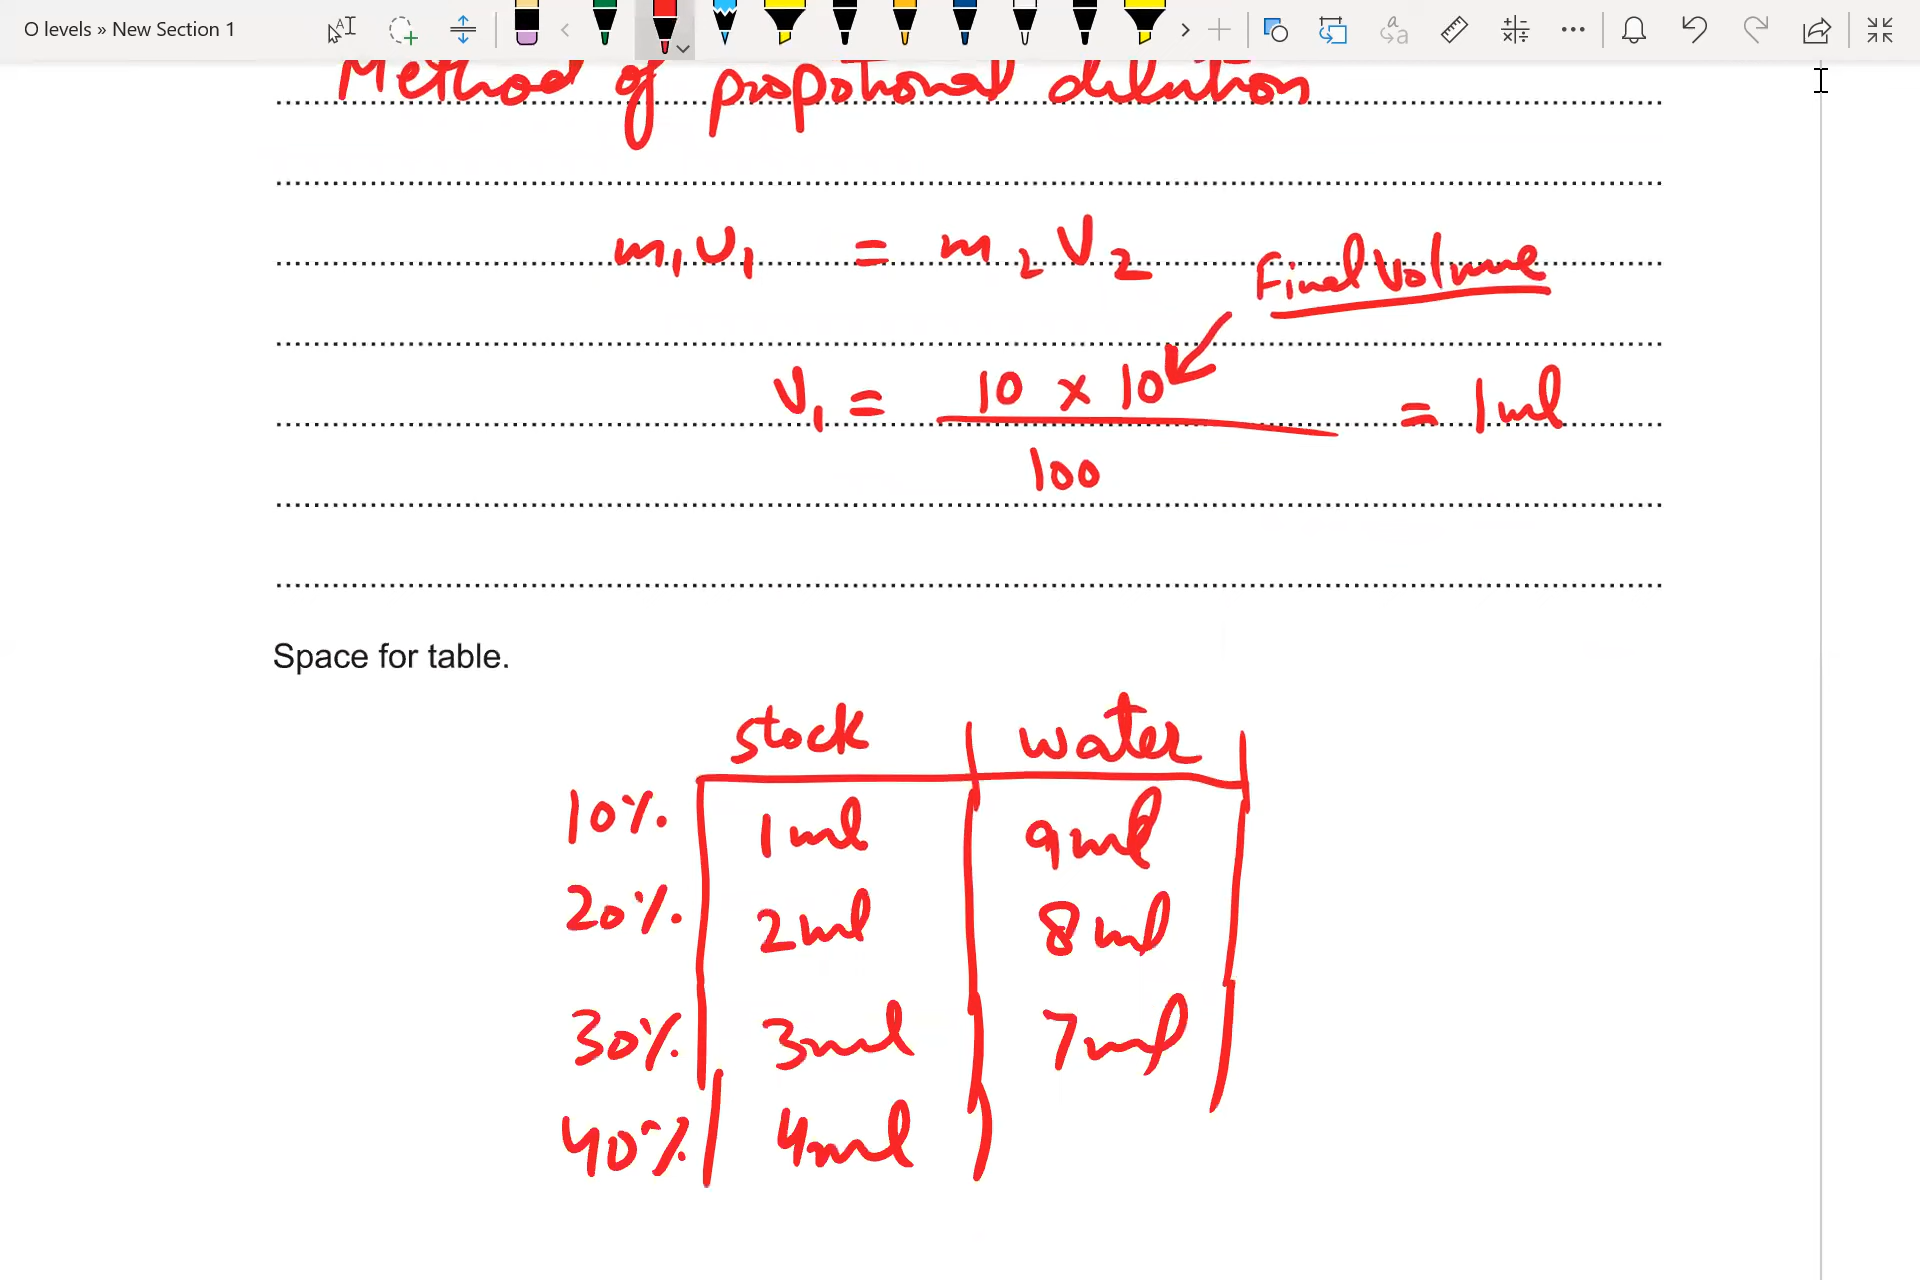 O levels » New Section 1
Method of propotional dilution
m₁v₁ = m₂V₂
Final Volume
V₁ = 10 x 10 = 1ml
100
Space for table.
stock water
10% 1ml 9ml
20% 2ml 8ml
30% 3ml 7ml
40% 4ml